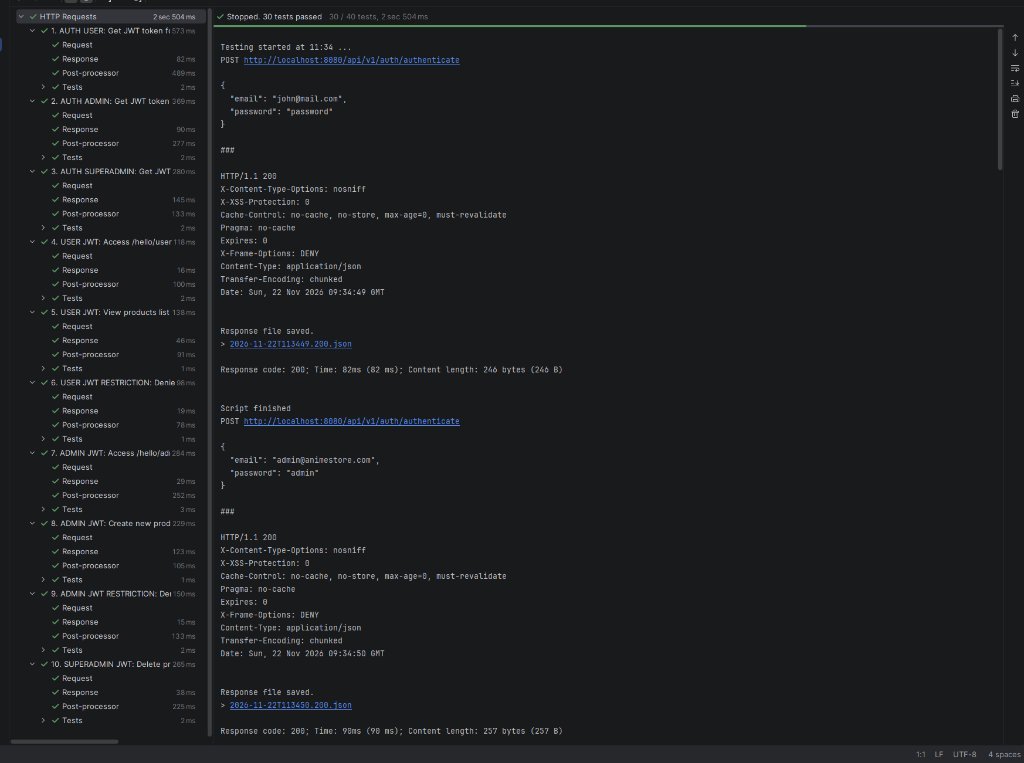 HTTP Requests 2 sec 504 ms
1. AUTH USER: Get JWT token fo 573 ms
Request
Response 82 ms
Post-processor 489 ms
Tests 2 ms
2. AUTH ADMIN: Get JWT token 369 ms
Request
Response 90 ms
Post-processor 277 ms
Tests 2 ms
3. AUTH SUPERADMIN: Get JWT 280 ms
Request
Response 145 ms
Post-processor 133 ms
Tests 2 ms
4. USER JWT: Access /hello/user 118 ms
Request
Response 16 ms
Post-processor 100 ms
Tests 2 ms
5. USER JWT: View products list 138 ms
Request
Response 46 ms
Post-processor 91 ms
Tests 1 ms
6. USER JWT RESTRICTION: Denie 98 ms
Request
Response 19 ms
Post-processor 78 ms
Tests 1 ms
7. ADMIN JWT: Access /hello/adı 284 ms
Request
Response 29 ms
Post-processor 252 ms
Tests 3 ms
8. ADMIN JWT: Create new prod 229 ms
Request
Response 123 ms
Post-processor 105 ms
Tests 1 ms
9. ADMIN JWT RESTRICTION: Der 150 ms
Request
Response 15 ms
Post-processor 133 ms
Tests 2 ms
10. SUPERADMIN JWT: Delete pr 265 ms
Request
Response 38 ms
Post-processor 225 ms
Tests 2 ms
Stopped. 30 tests passed 30 / 40 tests, 2 sec 504 ms
Testing started at 11:34 ...
POST http://localhost:8080/api/v1/auth/authenticate
{
"email": "john@mail.com",
"password": "password"
}
###
HTTP/1.1 200
X-Content-Type-Options: nosniff
X-XSS-Protection: 0
Cache-Control: no-cache, no-store, max-age=0, must-revalidate
Pragma: no-cache
Expires: 0
X-Frame-Options: DENY
Content-Type: application/json
Transfer-Encoding: chunked
Date: Sun, 22 Nov 2026 09:34:49 GMT
Response file saved.
> 2026-11-22T113449.200.json
Response code: 200; Time: 82ms (82 ms); Content length: 246 bytes (246 B)
Script finished
POST http://localhost:8080/api/v1/auth/authenticate
{
"email": "admin@animestore.com",
"password": "admin"
}
###
HTTP/1.1 200
X-Content-Type-Options: nosniff
X-XSS-Protection: 0
Cache-Control: no-cache, no-store, max-age=0, must-revalidate
Pragma: no-cache
Expires: 0
X-Frame-Options: DENY
Content-Type: application/json
Transfer-Encoding: chunked
Date: Sun, 22 Nov 2026 09:34:50 GMT
Response file saved.
> 2026-11-22T113450.200.json
Response code: 200; Time: 90ms (90 ms); Content length: 257 bytes (257 B)
1:1 LF UTF-8 4 spaces